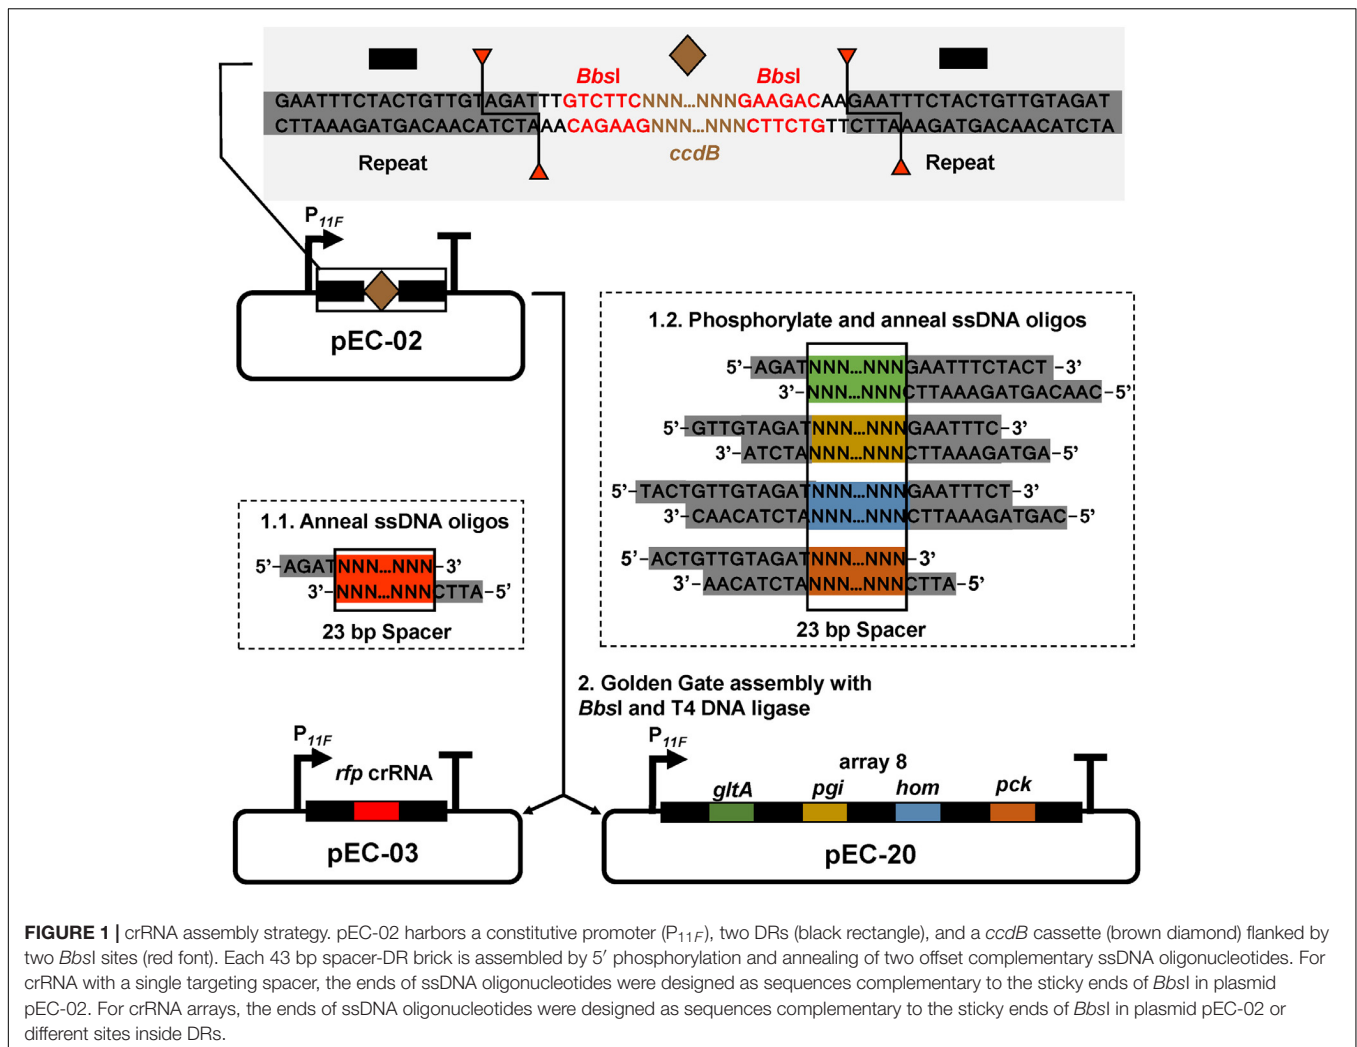 BbsI BbsI
GAATTTCTACTGTTGTAGATTTGTCTTCNNN...NNNGAAGACAAGAATTTCTACTGTTGTAGAT
CTTAAAGATGACAACATCTAAACAGAAGNNN...NNNCTTCTGTTCTTAAAGATGACAACATCTA
Repeat ccdB Repeat
P11F
pEC-02
1.2. Phosphorylate and anneal ssDNA oligos
5’-AGATNNN...NNNGAATTTCTACT-3’
3’-NNN...NNNCTTAAAGATGACAAC-5’
5’-GTTGTAGATNNN...NNNGAATTTC-3’
3’-ATCTANNN...NNNCTTAAAGATGA-5’
5’-TACTGTTGTAGATNNN...NNNGAATTTCT-3’
3’-CAACATCTANNN...NNNCTTAAAGATGAC-5’
5’-ACTGTTGTAGATNNN...NNN-3’
3’-AACATCTANNN...NNNCTTA-5’
23 bp Spacer
1.1. Anneal ssDNA oligos
5’-AGATNNN...NNN-3’
3’-NNN...NNNCTTA-5’
23 bp Spacer
2. Golden Gate assembly with
BbsI and T4 DNA ligase
P11F
rfp crRNA
pEC-03
P11F
array 8
gltA pgi hom pck
pEC-20
FIGURE 1 | crRNA assembly strategy. pEC-02 harbors a constitutive promoter (P11F), two DRs (black rectangle), and a ccdB cassette (brown diamond) flanked by
two BbsI sites (red font). Each 43 bp spacer-DR brick is assembled by 5′ phosphorylation and annealing of two offset complementary ssDNA oligonucleotides. For
crRNA with a single targeting spacer, the ends of ssDNA oligonucleotides were designed as sequences complementary to the sticky ends of BbsI in plasmid
pEC-02. For crRNA arrays, the ends of ssDNA oligonucleotides were designed as sequences complementary to the sticky ends of BbsI in plasmid pEC-02 or
different sites inside DRs.